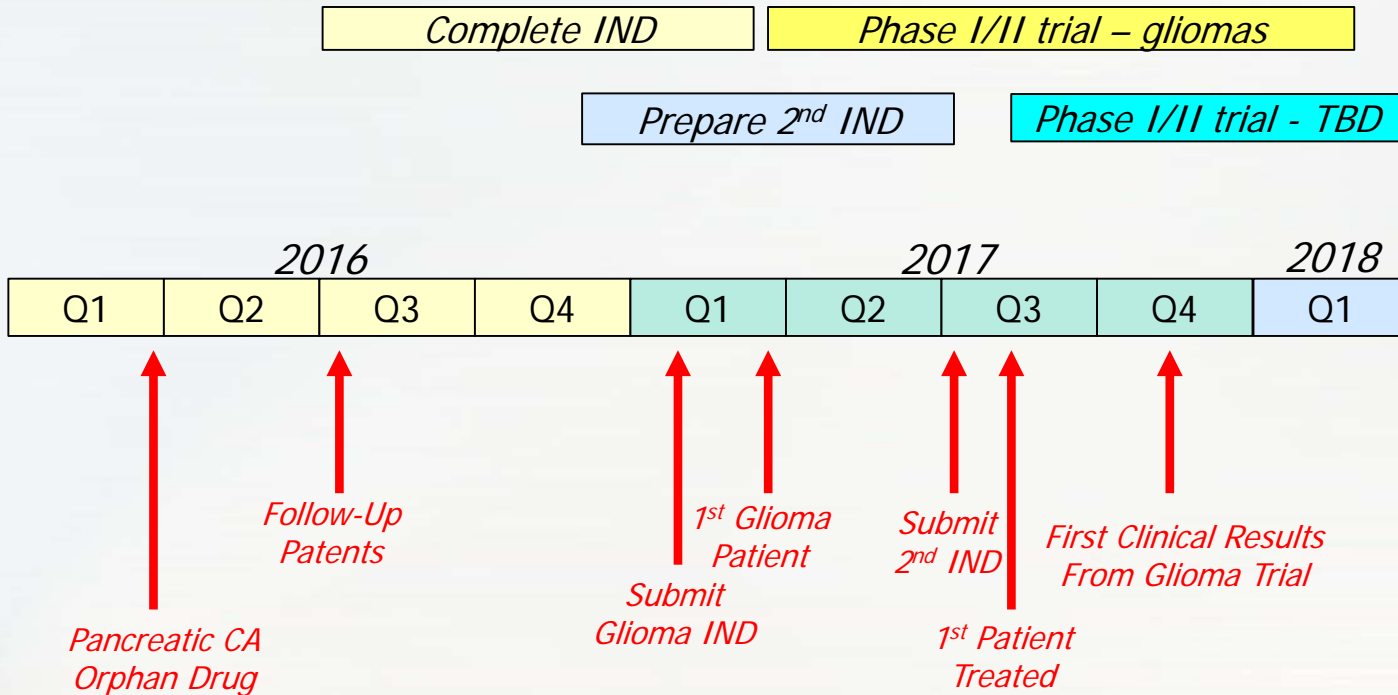 Complete IND
Phase I/II trial – gliomas
Prepare 2nd IND
Phase I/II trial - TBD
2016
2017
2018
Q1
Q2
Q3
Q4
Q1
Q2
Q3
Q4
Q1
Pancreatic CA
Orphan Drug
Follow-Up
Patents
Submit
Glioma IND
1st Glioma
Patient
Submit
2nd IND
1st Patient
Treated
First Clinical Results
From Glioma Trial